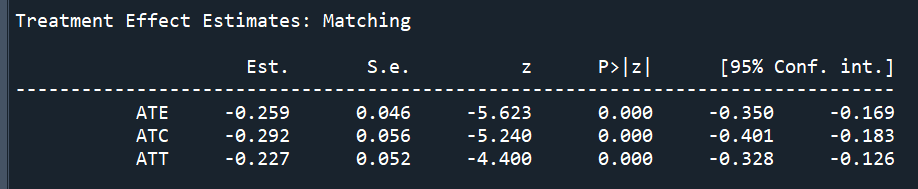 Treatment Effect Estimates: Matching
Est. S.e. z P>|z| [95% Conf. int.]
--------------------------------------------------------------------------------
ATE -0.259 0.046 -5.623 0.000 -0.350 -0.169
ATC -0.292 0.056 -5.240 0.000 -0.401 -0.183
ATT -0.227 0.052 -4.400 0.000 -0.328 -0.126